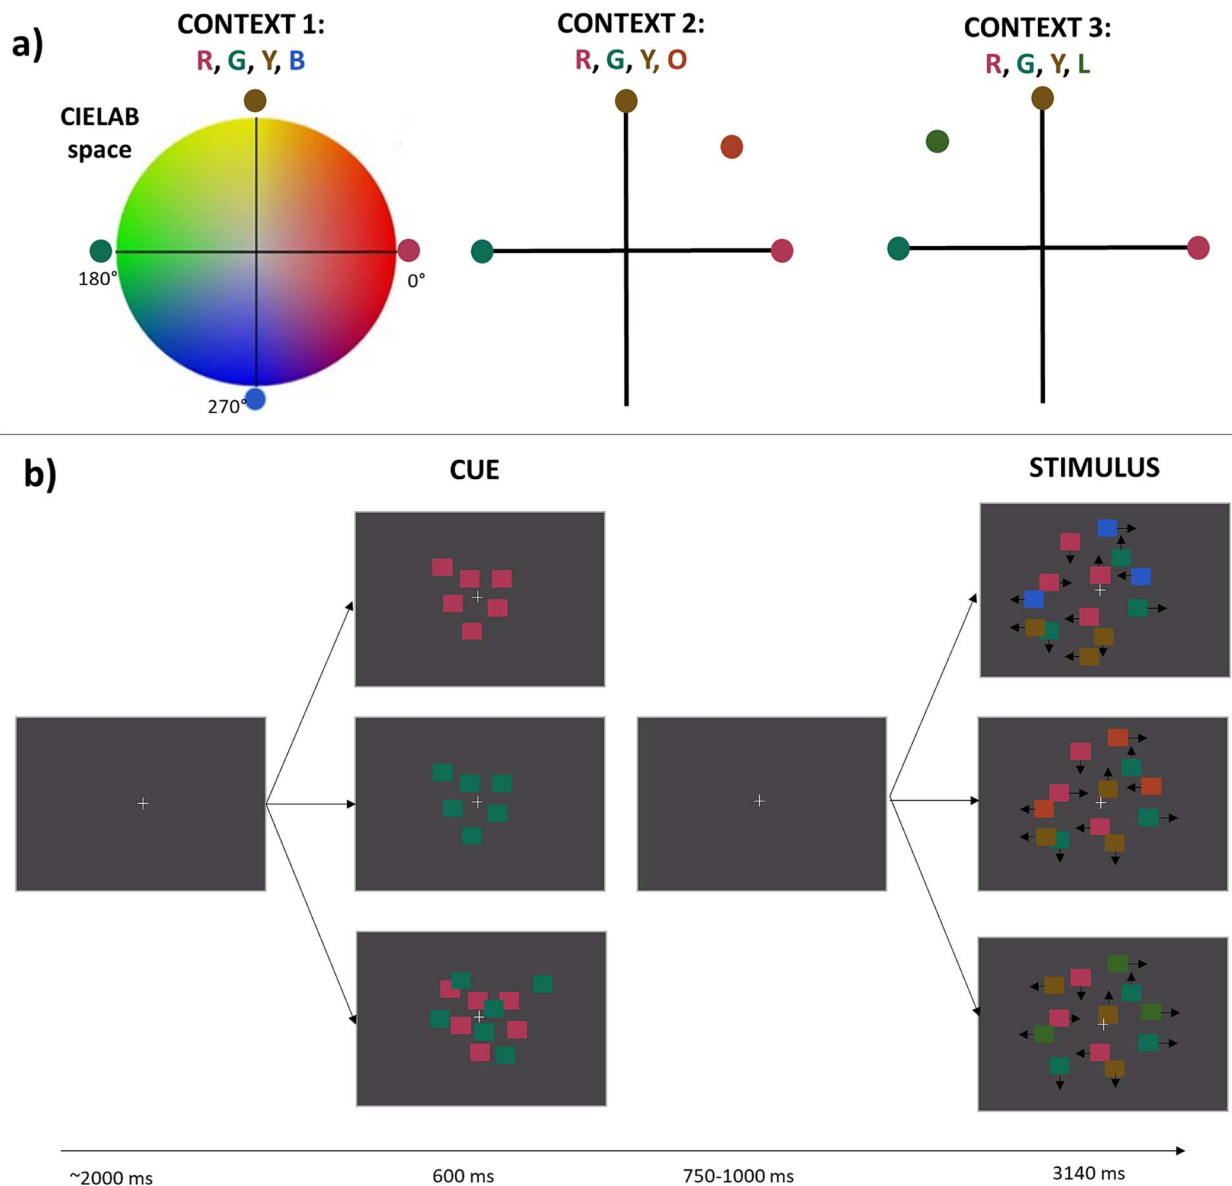 a)
CONTEXT 1:
R, G, Y, B
CONTEXT 2:
R, G, Y, O
CONTEXT 3:
R, G, Y, L
CIELAB
space
180°
0°
270°
b)
CUE
STIMULUS
~2000 ms
600 ms
750-1000 ms
3140 ms